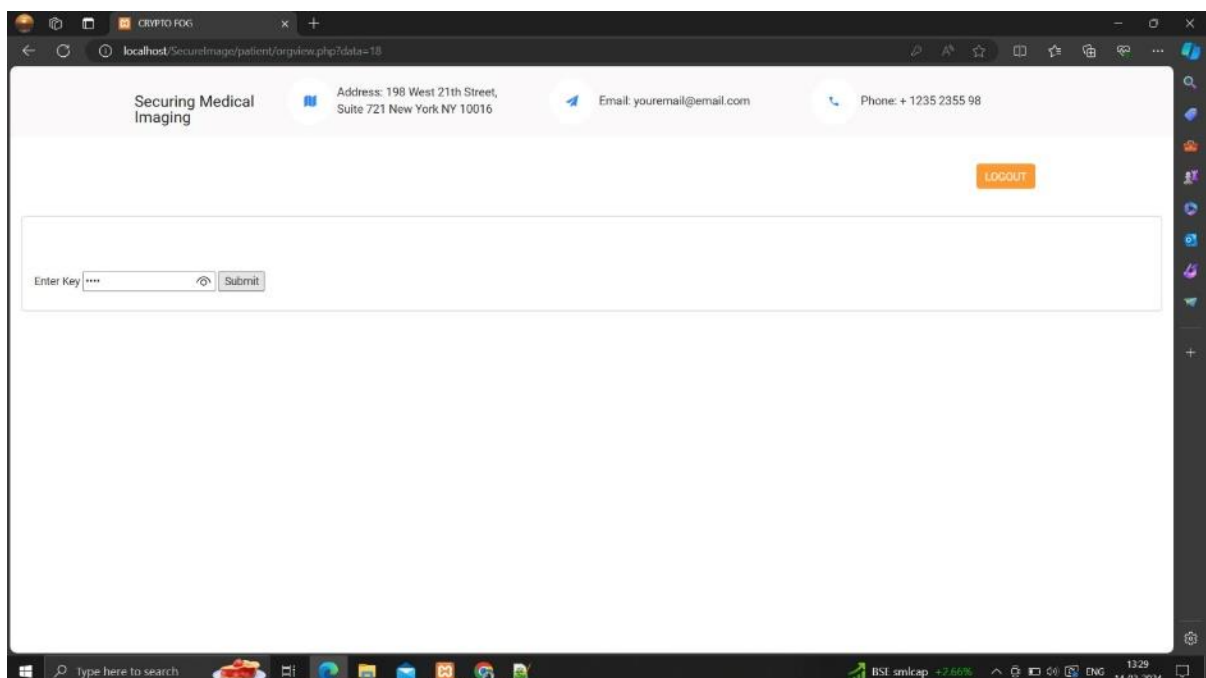 CRYPTO FOG
localhost/SecureImage/patient/orgview.php?data=18
Securing Medical
Imaging
Address: 198 West 21th Street,
Suite 721 New York NY 10016
Email: youremail@email.com
Phone: + 1235 2355 98
LOGOUT
Enter Key
Submit
Type here to search
BSE smlcap +2.66%
ENG
13:29